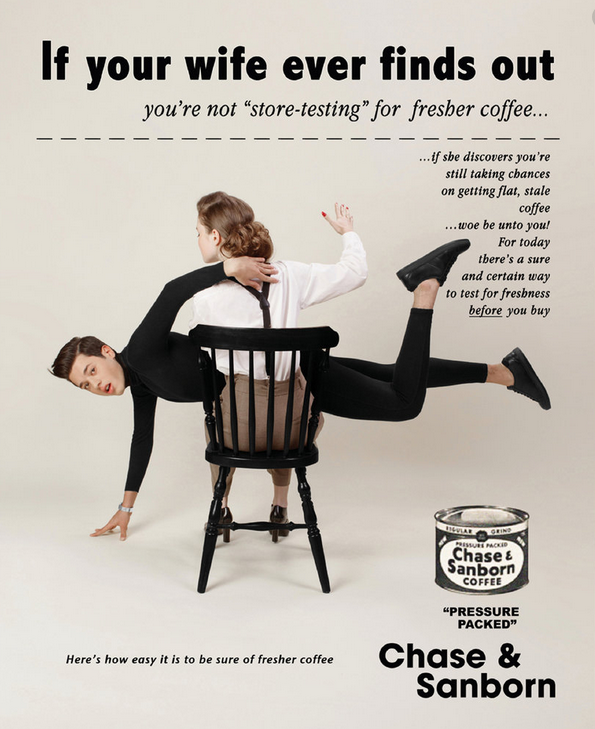 If your wife ever finds out
you're not “store-testing” for fresher coffee...
...if she discovers you're
still taking chances
on getting flat, stale
coffee
...woe be unto you!
For today
there's a sure
and certain way
to test for freshness
before you buy
REGULAR GRIND
PRESSURE PACKED
Chase &
Sanborn
COFFEE
“PRESSURE
PACKED”
Here's how easy it is to be sure of fresher coffee
Chase &
Sanborn